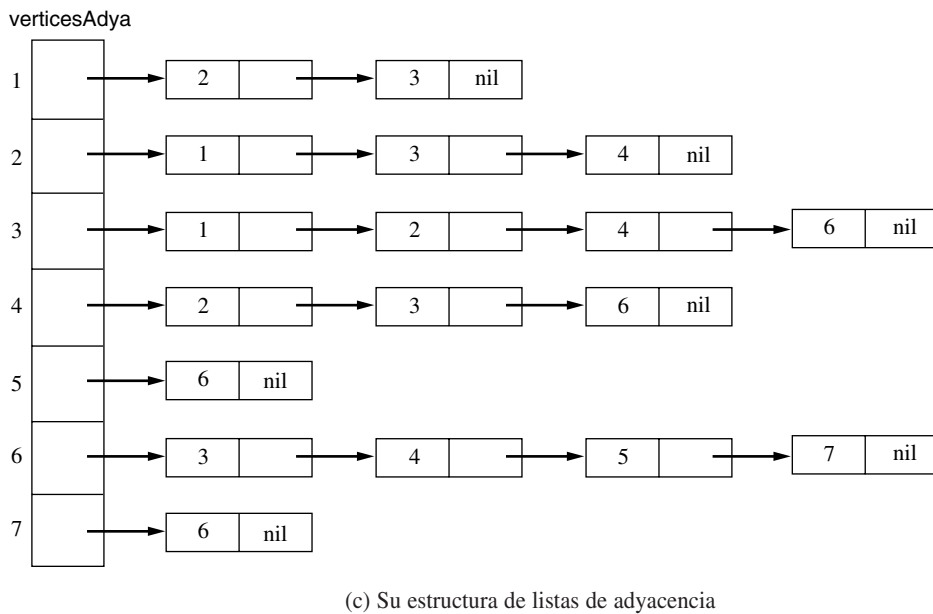 verticesAdya
1 2 3 nil
2 1 3 4 nil
3 1 2 4 6 nil
4 2 3 6 nil
5 6 nil
6 3 4 5 7 nil
7 6 nil
(c) Su estructura de listas de adyacencia